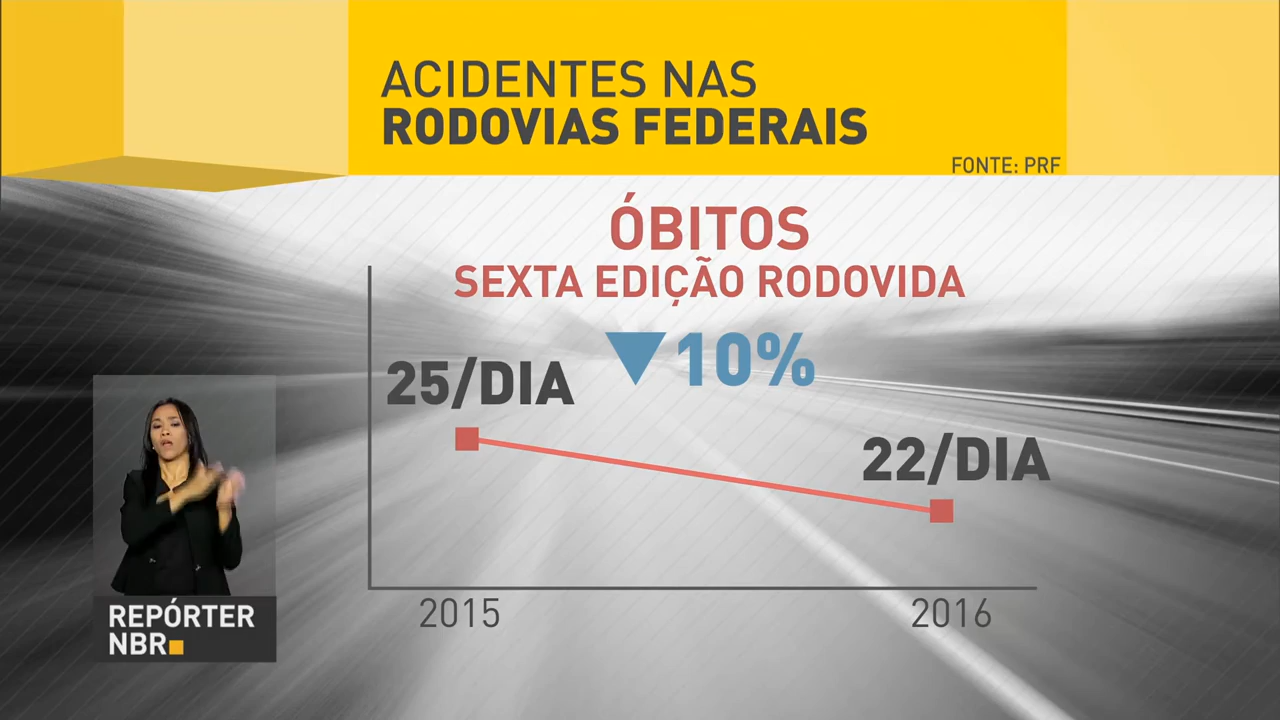 ACIDENTES NAS
RODOVIAS FEDERAIS
FONTE: PRF
ÓBITOS
SEXTA EDIÇÃO RODOVIDA
▼10%
25/DIA
22/DIA
2015
2016
REPÓRTER
NBR